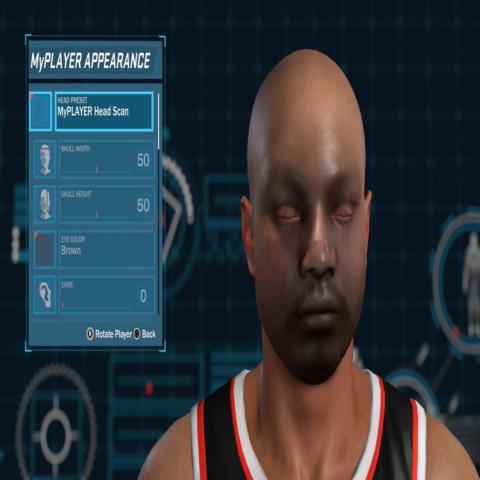 MyPLAYER APPEARANCE
HEAD PRESET
MyPLAYER Head Scan
SKULL WIDTH
50
SKULL HEIGHT
50
EYE COLOR
Brown
EARS
0
Rotate Player Back